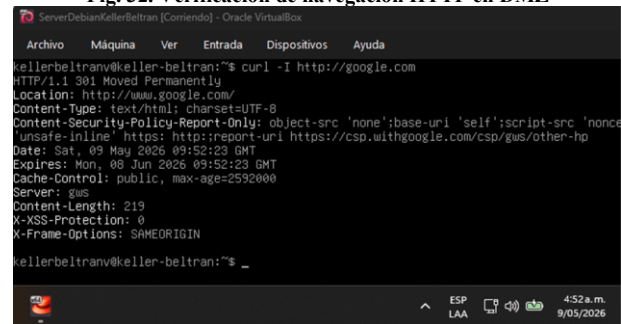 Fig. 32. Verificación de navegación HTTP en DMZ
ServerDebianKellerBeltran [Corriendo] - Oracle VirtualBox
Archivo Máquina Ver Entrada Dispositivos Ayuda
kellerbeltranv@keller-beltran:~$ curl -I http://google.com
HTTP/1.1 301 Moved Permanently
Location: http://www.google.com/
Content-Type: text/html; charset=UTF-8
Content-Security-Policy-Report-Only: object-src 'none';base-uri 'self';script-src 'nonce
'unsafe-inline' https: http:;report-uri https://csp.withgoogle.com/csp/gws/other-hp
Date: Sat, 09 May 2026 09:52:23 GMT
Expires: Mon, 08 Jun 2026 09:52:23 GMT
Cache-Control: public, max-age=2592000
Server: gws
Content-Length: 219
X-XSS-Protection: 0
X-Frame-Options: SAMEORIGIN
kellerbeltranv@keller-beltran:~$ _
ESP 4:52 a.m.
LAA 9/05/2026